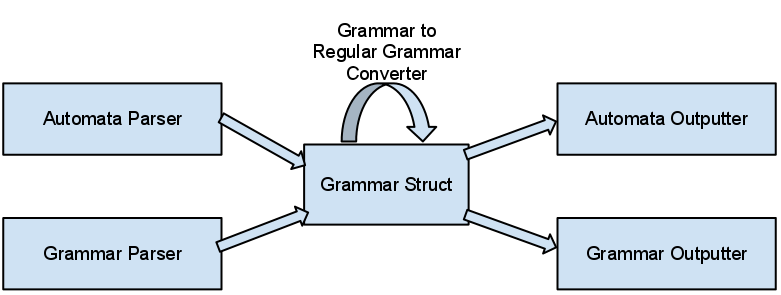 Grammar to
Regular Grammar
Converter
Automata Parser
Automata Outputter
Grammar Struct
Grammar Parser
Grammar Outputter